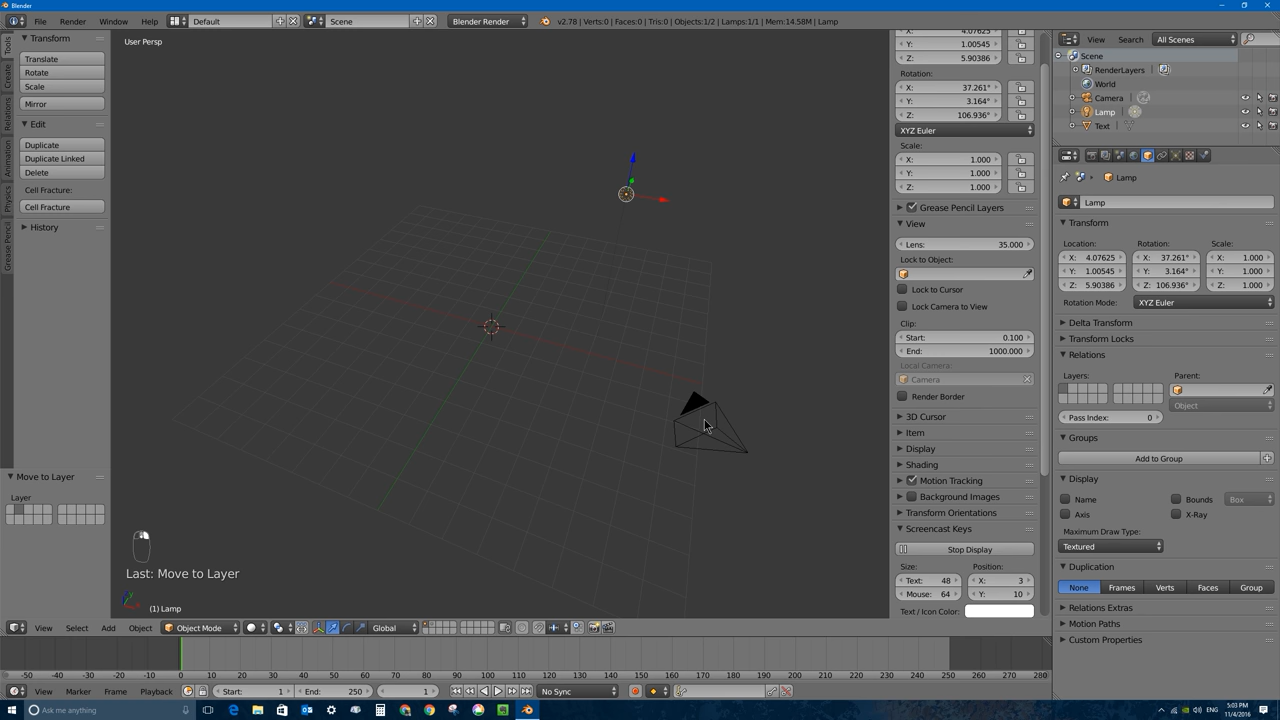 Blender
File
Render
Window
Help
Default
Scene
Blender Render
v2.78 | Verts:0 | Faces:0 | Tris:0 | Objects:1/2 | Lamps:1/1 | Mem:14.58M | Lamp
Tools
Create
Relations
Animation
Physics
Grease Pencil
Transform
Translate
Rotate
Scale
Mirror
Edit
Duplicate
Duplicate Linked
Delete
Cell Fracture:
Cell Fracture
History
Move to Layer
Layer
User Persp
Last: Move to Layer
(1) Lamp
X: 4.07625
Y: 1.00545
Z: 5.90386
Rotation:
X: 37.261°
Y: 3.164°
Z: 106.936°
XYZ Euler
Scale:
X: 1.000
Y: 1.000
Z: 1.000
Grease Pencil Layers
View
Lens: 35.000
Lock to Object:
Lock to Cursor
Lock Camera to View
Clip:
Start: 0.100
End: 1000.000
Local Camera:
Camera
Render Border
3D Cursor
Item
Display
Shading
Motion Tracking
Background Images
Transform Orientations
Screencast Keys
Stop Display
Size: Position:
Text: 48 X: 3
Mouse: 64 Y: 10
Text / Icon Color:
View Search All Scenes
Scene
RenderLayers
World
Camera
Lamp
Text
Lamp
Lamp
Transform
Location: Rotation: Scale:
X: 4.07625 X: 37.261° X: 1.000
Y: 1.00545 Y: 3.164° Y: 1.000
Z: 5.90386 Z: 106.936° Z: 1.000
Rotation Mode: XYZ Euler
Delta Transform
Transform Locks
Relations
Layers: Parent:
Object
Pass Index: 0
Groups
Add to Group
Display
Name Bounds Box
Axis X-Ray
Maximum Draw Type:
Textured
Duplication
None Frames Verts Faces Group
Relations Extras
Motion Paths
Custom Properties
View Select Add Object Object Mode Global
-50 -40 -30 -20 -10 0 10 20 30 40 50 60 70 80 90 100 110 120 130 140 150 160 170 180 190 200 210 220 230 240 250 260 270 280
View Marker Frame Playback Start: 1 End: 250 1 No Sync
Ask me anything
ENG
5:03 PM
11/4/2016